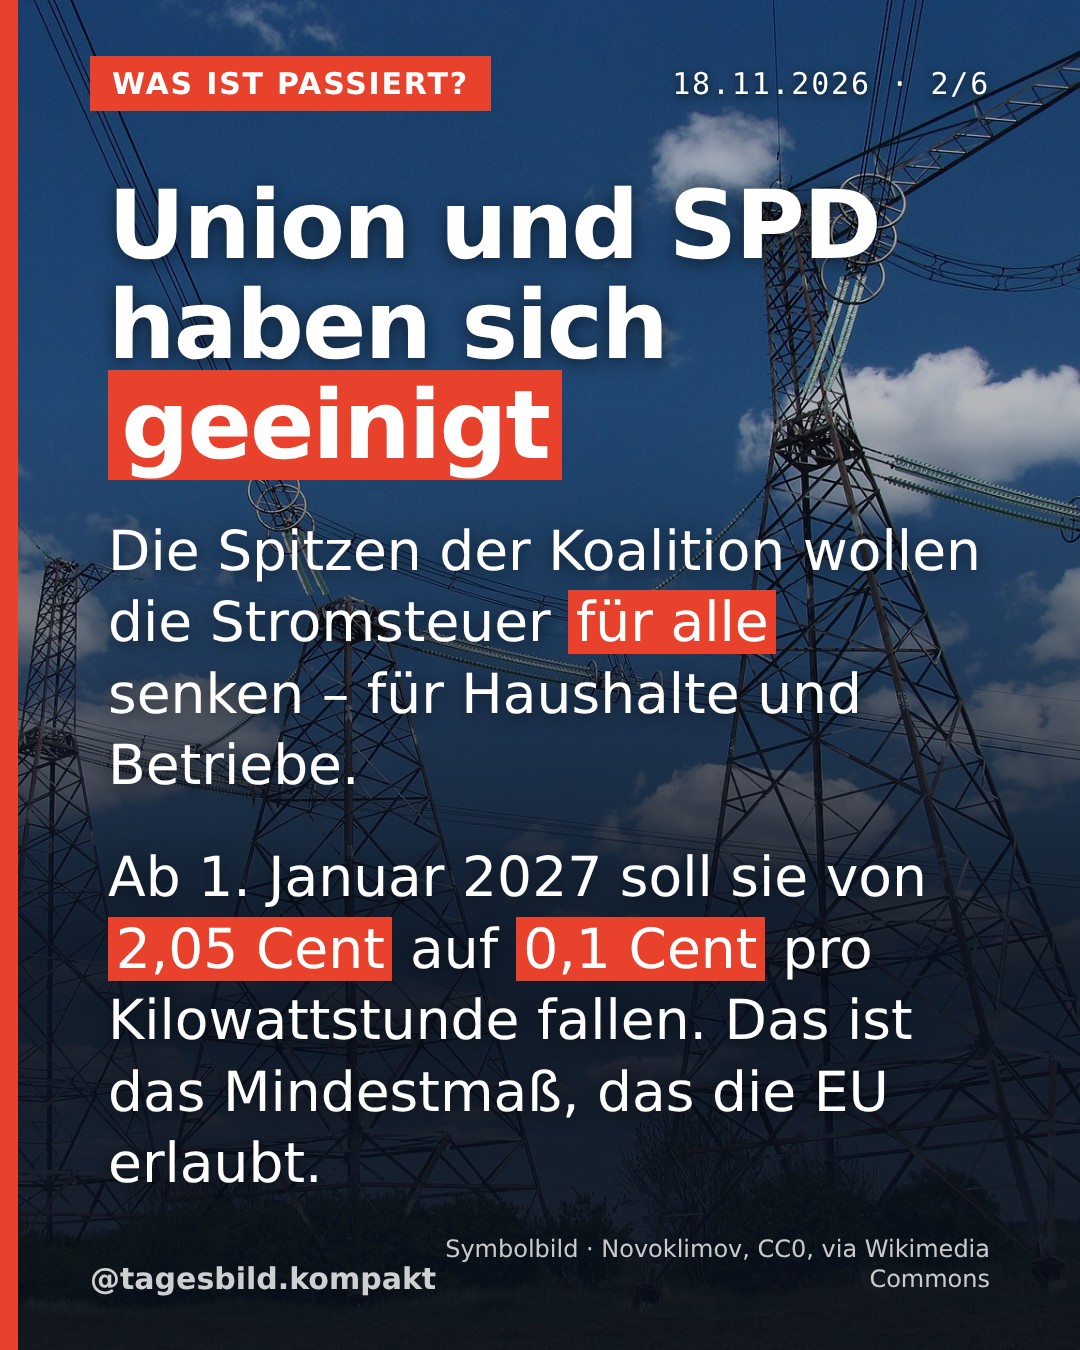 WAS IST PASSIERT?
18.11.2026 · 2/6
Union und SPD
haben sich
geeinigt
Die Spitzen der Koalition wollen
die Stromsteuer für alle
senken – für Haushalte und
Betriebe.
Ab 1. Januar 2027 soll sie von
2,05 Cent auf 0,1 Cent pro
Kilowattstunde fallen. Das ist
das Mindestmaß, das die EU
erlaubt.
@tagesbild.kompakt
Symbolbild · Novoklimov, CC0, via Wikimedia
Commons